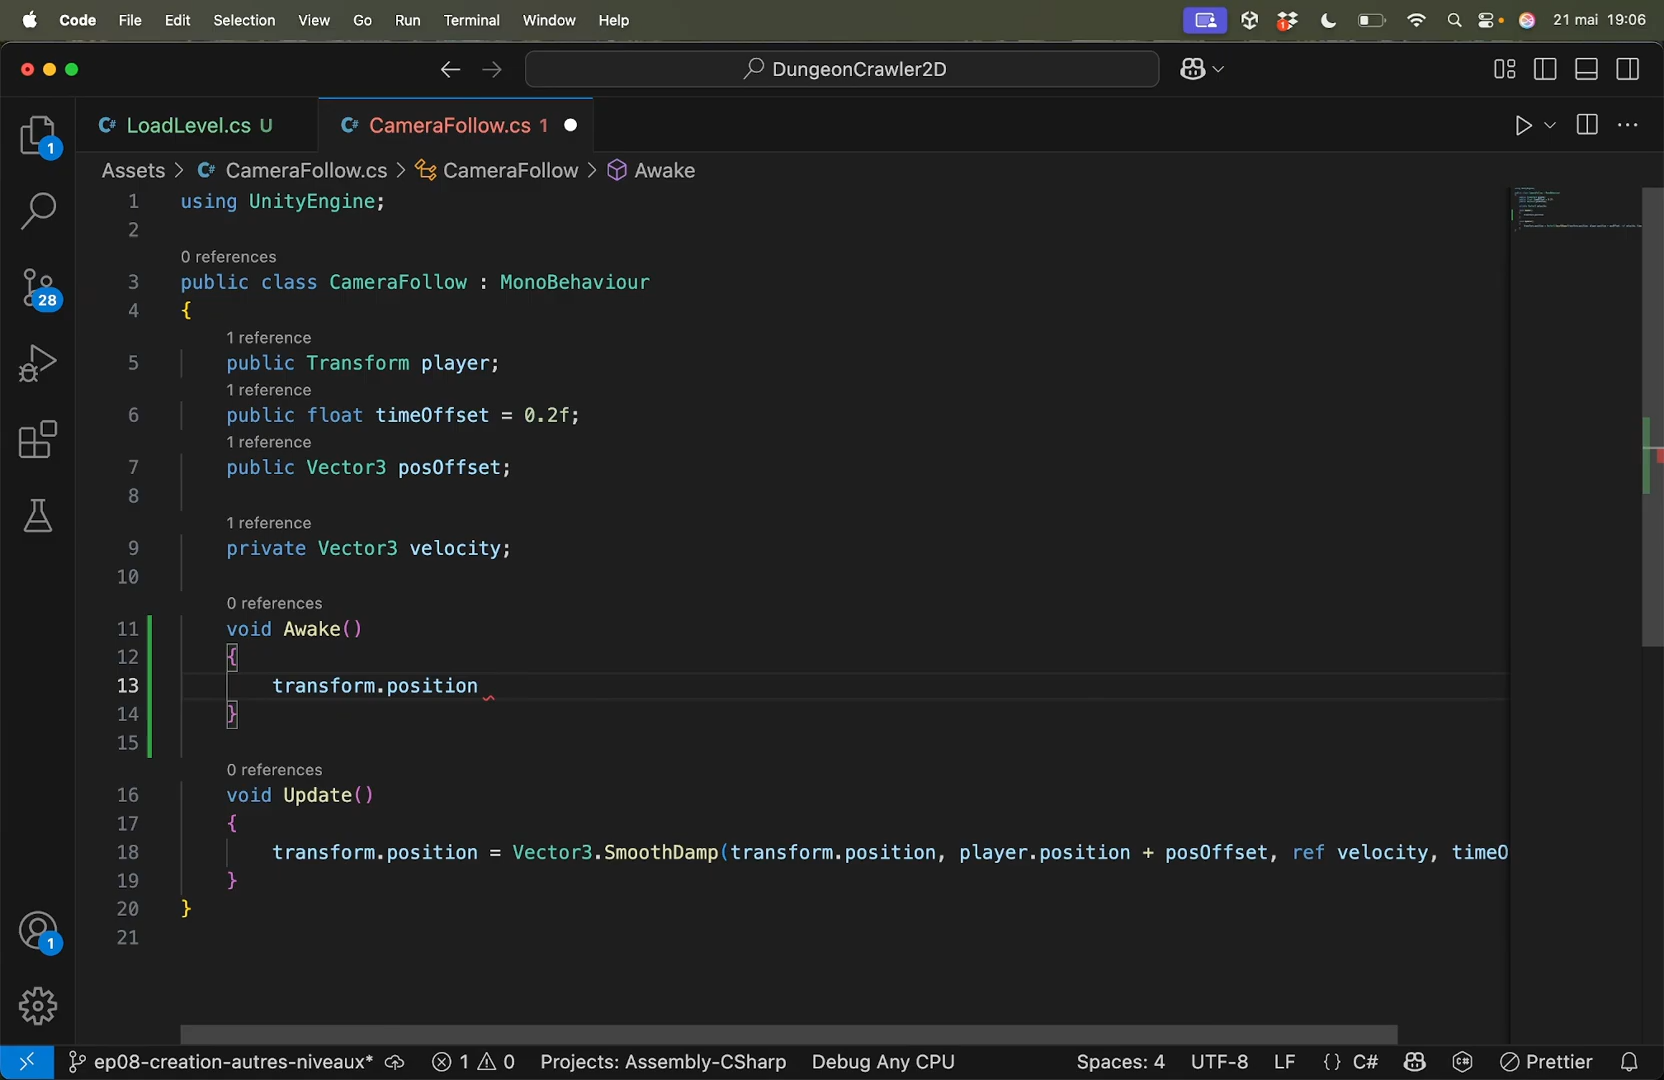 Code File Edit Selection View Go Run Terminal Window Help 1 21 mai 19:06
DungeonCrawler2D
C# LoadLevel.cs U C# CameraFollow.cs 1
Assets > C# CameraFollow.cs > CameraFollow > Awake
1
28
1
1 using UnityEngine;
2
0 references
3 public class CameraFollow : MonoBehaviour
4 {
1 reference
5 public Transform player;
1 reference
6 public float timeOffset = 0.2f;
1 reference
7 public Vector3 posOffset;
8
1 reference
9 private Vector3 velocity;
10
0 references
11 void Awake()
12 {
13 transform.position
14 }
15
0 references
16 void Update()
17 {
18 transform.position = Vector3.SmoothDamp(transform.position, player.position + posOffset, ref velocity, timeO
19 }
20 }
21
ep08-creation-autres-niveaux* 1 0 Projects: Assembly-CSharp Debug Any CPU Spaces: 4 UTF-8 LF {} C# Prettier